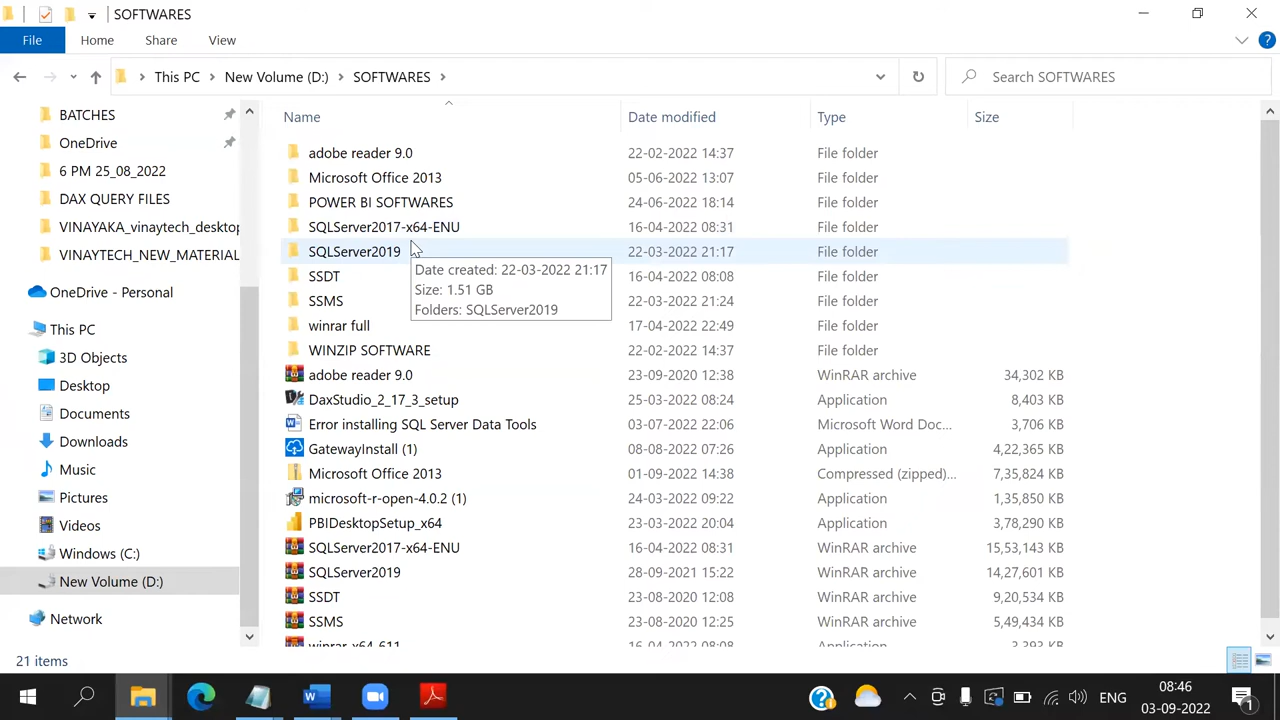 SOFTWARES
File Home Share View
This PC New Volume (D:) SOFTWARES Search SOFTWARES
BATCHES
OneDrive
6 PM 25_08_2022
DAX QUERY FILES
VINAYAKA_vinaytech_desktop
VINAYTECH_NEW_MATERIAL
OneDrive - Personal
This PC
3D Objects
Desktop
Documents
Downloads
Music
Pictures
Videos
Windows (C:)
New Volume (D:)
Network
Name Date modified Type Size
adobe reader 9.0 22-02-2022 14:37 File folder
Microsoft Office 2013 05-06-2022 13:07 File folder
POWER BI SOFTWARES 24-06-2022 18:14 File folder
SQLServer2017-x64-ENU 16-04-2022 08:31 File folder
SQLServer2019 22-03-2022 21:17 File folder
SSDT 16-04-2022 08:08 File folder
SSMS 22-03-2022 21:24 File folder
winrar full 17-04-2022 22:49 File folder
WINZIP SOFTWARE 22-02-2022 14:37 File folder
adobe reader 9.0 23-09-2020 12:38 WinRAR archive 34,302 KB
DaxStudio_2_17_3_setup 25-03-2022 08:24 Application 8,403 KB
Error installing SQL Server Data Tools 03-07-2022 22:06 Microsoft Word Doc... 3,706 KB
GatewayInstall (1) 08-08-2022 07:26 Application 4,22,365 KB
Microsoft Office 2013 01-09-2022 14:38 Compressed (zipped)... 7,35,824 KB
microsoft-r-open-4.0.2 (1) 24-03-2022 09:22 Application 1,35,850 KB
PBIDesktopSetup_x64 23-03-2022 20:04 Application 3,78,290 KB
SQLServer2017-x64-ENU 16-04-2022 08:31 WinRAR archive 15,53,143 KB
SQLServer2019 28-09-2021 15:22 WinRAR archive 14,27,601 KB
SSDT 23-08-2020 12:08 WinRAR archive 9,20,534 KB
SSMS 23-08-2020 12:25 WinRAR archive 5,49,434 KB
winrar-x64-611 16-04-2022 08:08 Application 3,393 KB
Date created: 22-03-2022 21:17
Size: 1.51 GB
Folders: SQLServer2019
21 items
ENG 08:46
03-09-2022 1